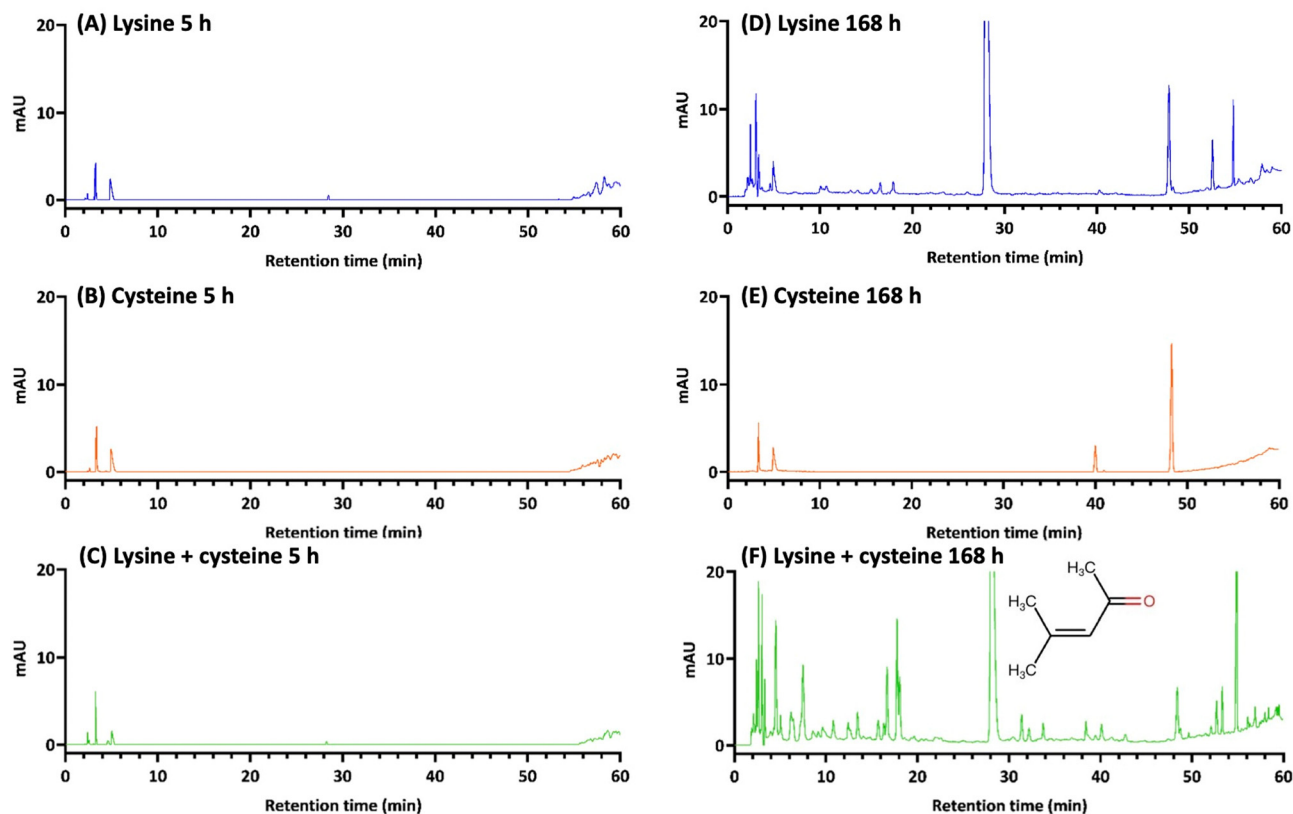 (A) Lysine 5 h
20
10
0
mAU
0 10 20 30 40 50 60
Retention time (min)
(D) Lysine 168 h
20
10
0
mAU
0 10 20 30 40 50 60
Retention time (min)
(B) Cysteine 5 h
20
10
0
mAU
0 10 20 30 40 50 60
Retention time (min)
(E) Cysteine 168 h
20
10
0
mAU
0 10 20 30 40 50 60
Retention time (min)
(C) Lysine + cysteine 5 h
20
10
0
mAU
0 10 20 30 40 50 60
Retention time (min)
(F) Lysine + cysteine 168 h
20
10
0
mAU
H₃C
H₃C
O
H₃C
0 10 20 30 40 50 60
Retention time (min)